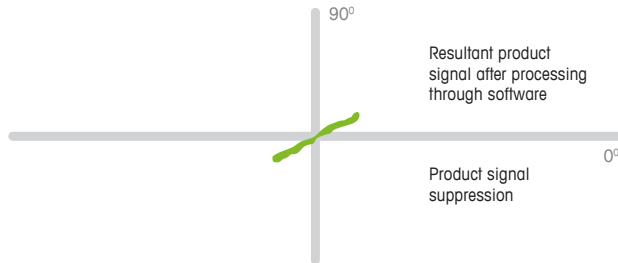 90⁰
Resultant product
signal after processing
through software
0⁰
Product signal
suppression